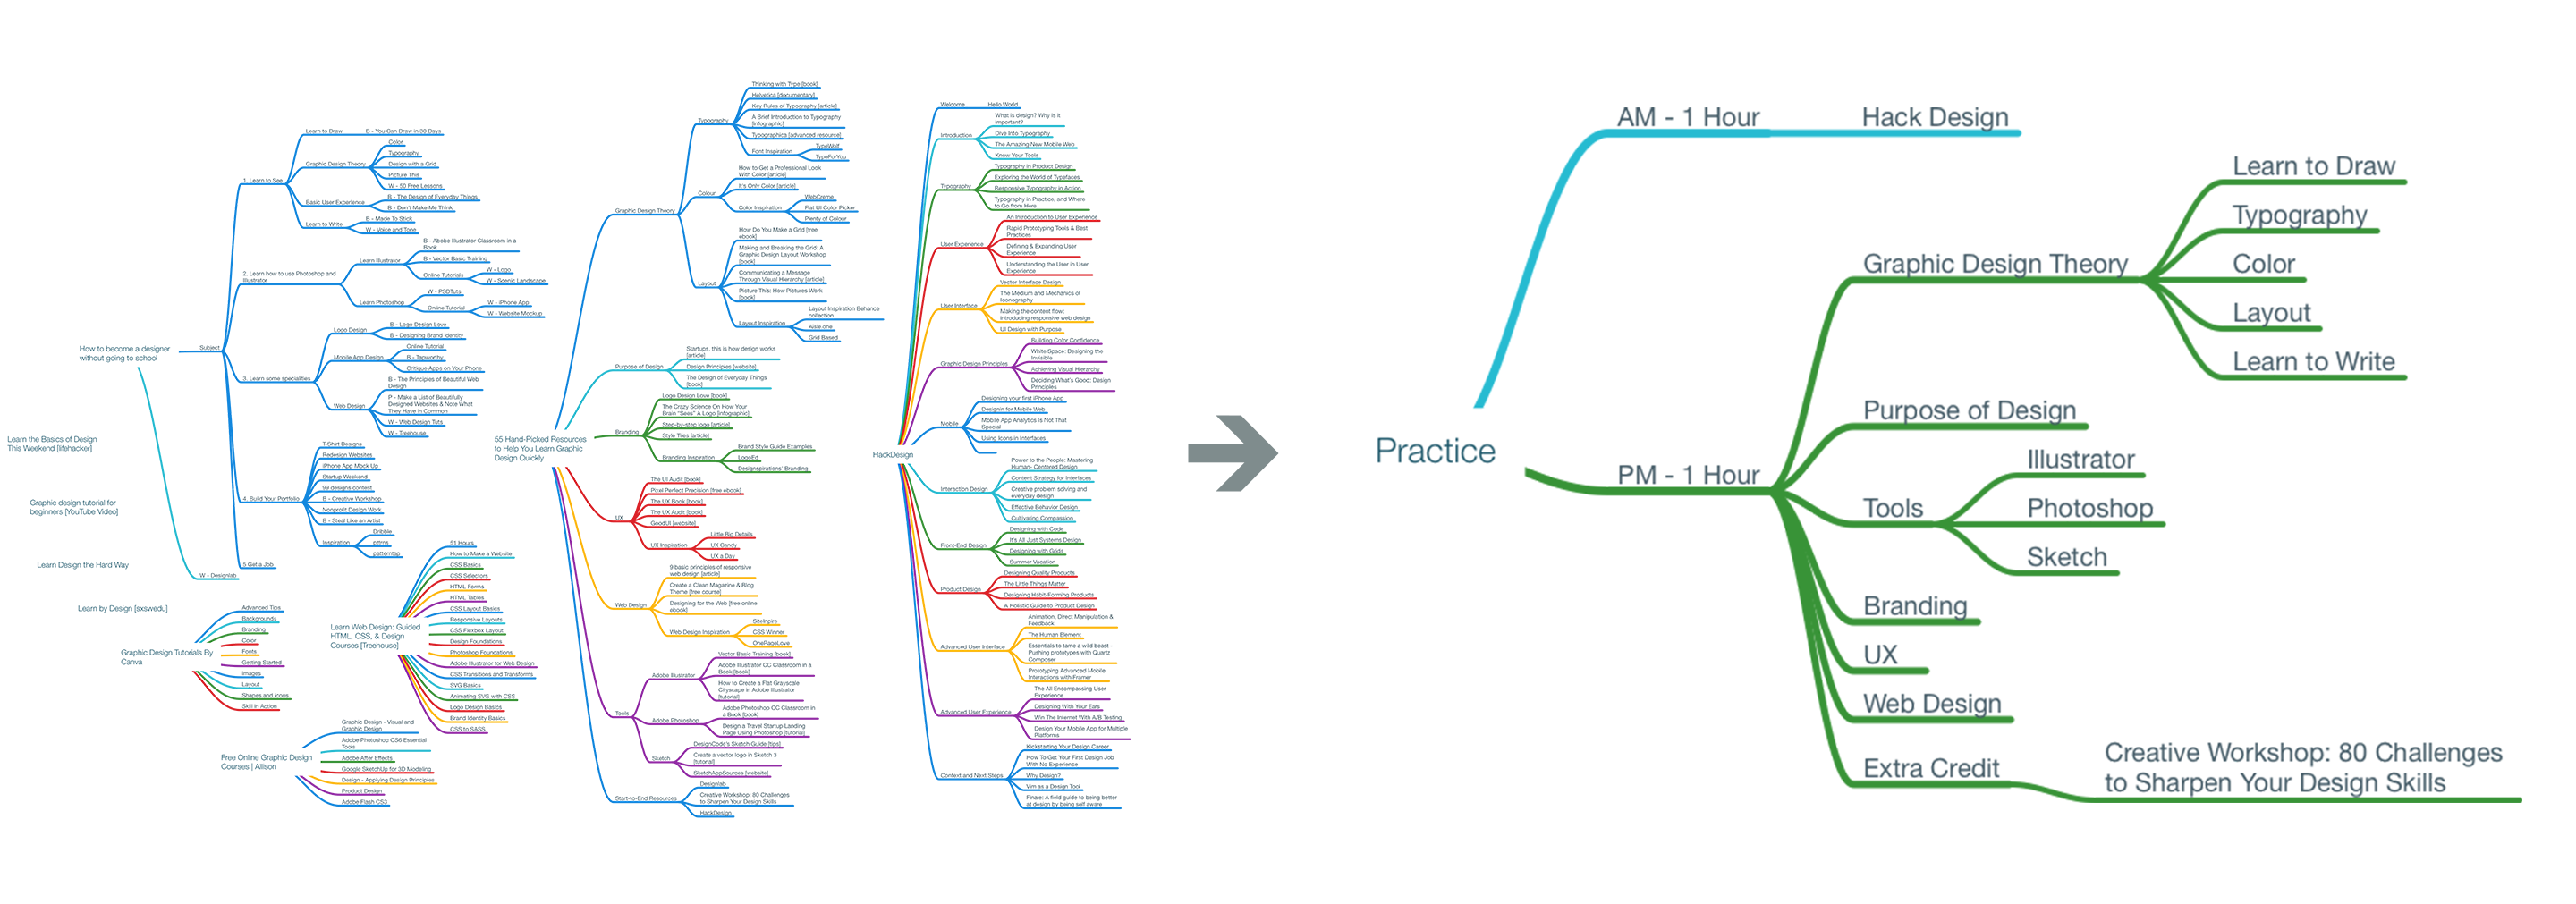 How to become a designer
without going to school
Subject
1. Learn to See
Learn to Draw
B - You Can Draw in 30 Days
Graphic Design Theory
Color
Typography
Design with a Grid
Picture This
W - 50 Free Lessons
Basic User Experience
B - The Design of Everyday Things
B - Don't Make Me Think
Learn to Write
B - Made To Stick
W - Voice and Tone
2. Learn how to use Photoshop and
Illustrator
Learn Illustrator
B - Abobe Illustrator Classroom in a
Book
B - Vector Basic Training
Online Tutorials
W - Logo
W - Scenic Landscape
Learn Photoshop
W - PSDTuts
Online Tutorial
W - iPhone App
W - Website Mockup
3. Learn some specialities
Logo Design
B - Logo Design Love
B - Designing Brand Identity
Mobile App Design
Online Tutorial
B - Tapworthy
Critique Apps on Your Phone
Web Design
B - The Principles of Beautiful Web
Design
P - Make a List of Beautifully
Designed Websites & Note What
They Have in Common
W - Web Design Tuts
W - Treehouse
4. Build Your Portfolio
T-Shirt Designs
Redesign Websites
iPhone App Mock Up
Startup Weekend
99 designs contest
B - Creative Workshop
Nonprofit Design Work
B - Steal Like an Artist
Inspiration
Dribble
pttrns
patterntap
5 Get a Job
W - Designlab
Learn the Basics of Design
This Weekend [lifehacker]
Graphic design tutorial for
beginners [YouTube Video]
Learn Design the Hard Way
Learn by Design [sxswedu]
Graphic Design Tutorials By
Canva
Advanced Tips
Backgrounds
Branding
Color
Fonts
Getting Started
Images
Layout
Shapes and Icons
Skill in Action
Learn Web Design: Guided
HTML, CSS, & Design
Courses [Treehouse]
51 Hours
How to Make a Website
CSS Basics
CSS Selectors
HTML Forms
HTML Tables
CSS Layout Basics
Responsive Layouts
CSS Flexbox Layout
Design Foundations
Photoshop Foundations
Adobe Illustrator for Web Design
CSS Transitions and Transforms
SVG Basics
Animating SVG with CSS
Logo Design Basics
Brand Identity Basics
CSS to SASS
Free Online Graphic Design
Courses | Allison
Graphic Design - Visual and
Graphic Design
Adobe Photoshop CS6 Essential
Tools
Adobe After Effects
Google SketchUp for 3D Modeling
Design - Applying Design Principles
Product Design
Adobe Flash CS3
55 Hand-Picked Resources
to Help You Learn Graphic
Design Quickly
Graphic Design Theory
Typography
Thinking with Type [book]
Helvetica [documentary]
Key Rules of Typography [article]
A Brief Introduction to Typography
[infographic]
Typographica [advanced resource]
Font Inspiration
TypeWolf
TypeForYou
Colour
How to Get a Professional Look
With Color [article]
It's Only Color [article]
Color Inspiration
WebCreme
Flat UI Color Picker
Plenty of Colour
Layout
How Do You Make a Grid [free
ebook]
Making and Breaking the Grid: A
Graphic Design Layout Workshop
[book]
Communicating a Message
Through Visual Hierarchy [article]
Picture This: How Pictures Work
[book]
Layout Inspiration
Layout Inspiration Behance
collection
Aisle one
Grid Based
Purpose of Design
Startups, this is how design works
[article]
Design Principles [website]
The Design of Everyday Things
[book]
Branding
Logo Design Love [book]
The Crazy Science On How Your
Brain "Sees" A Logo [infographic]
Step-by-step logo [article]
Style Tiles [article]
Branding Inspiration
Brand Style Guide Examples
LogoEd
Designspirations' Branding
UX
The UI Audit [book]
Pixel Perfect Precision [free ebook]
The UX Book [book]
The UX Audit [book]
GoodUI [website]
UX Inspiration
Little Big Details
UX Candy
UX a Day
Web Design
9 basic principles of responsive
web design [article]
Create a Clean Magazine & Blog
Theme [free course]
Designing for the Web [free online
ebook]
Web Design Inspiration
SiteInpire
CSS Winner
OnePageLove
Tools
Adobe Illustrator
Vector Basic Training [book]
Adobe Illustrator CC Classroom in a
Book [book]
How to Create a Flat Grayscale
Cityscape in Adobe Illustrator
[tutorial]
Adobe Photoshop
Adobe Photoshop CC Classroom in
a Book [book]
Design a Travel Startup Landing
Page Using Photoshop [tutorial]
Sketch
DesignCode's Sketch Guide [tips]
Create a vector logo in Sketch 3
[tutorial]
SketchAppSources [website]
Start-to-End Resources
Designlab
Creative Workshop: 80 Challenges
to Sharpen Your Design Skills
HackDesign
HackDesign
Welcome
Hello World
Introduction
What is design? Why is it
important?
Dive Into Typography
The Amazing New Mobile Web
Know Your Tools
Typography
Typography in Product Design
Exploring the World of Typefaces
Responsive Typography in Action
Typography in Practice, and Where
to Go from Here
User Experience
An Introduction to User Experience
Rapid Prototyping Tools & Best
Practices
Defining & Expanding User
Experience
Understanding the User in User
Experience
User Interface
Vector Interface Design
The Medium and Mechanics of
Iconography
Making the content flow:
introducing responsive web design
UI Design with Purpose
Graphic Design Principles
Building Color Confidence
White Space: Designing the
Invisible
Achieving Visual Hierarchy
Deciding What's Good: Design
Principles
Mobile
Designing your first iPhone App
Designin for Mobile Web
Mobile App Analytics Is Not That
Special
Using Icons in Interfaces
Interaction Design
Power to the People: Mastering
Human- Centered Design
Content Strategy for Interfaces
Creative problem solving and
everyday design
Effective Behavior Design
Cultivating Compassion
Front-End Design
Designing with Code
It's All Just Systems Design
Designing with Grids
Summer Vacation
Product Design
Designing Quality Products
The Little Things Matter
Designing Habit-Forming Products
A Holistic Guide to Product Design
Advanced User Interface
Animation, Direct Manipulation &
Feedback
The Human Element
Essentials to tame a wild beast -
Pushing prototypes with Quartz
Composer
Prototyping Advanced Mobile
Interactions with Framer
Advanced User Experience
The All Encompassing User
Experience
Designing With Your Ears
Win The Internet With A/B Testing
Design Your Mobile App for Multiple
Platforms
Context and Next Steps
Kickstarting Your Design Career
How To Get Your First Design Job
With No Experience
Why Design?
Vim as a Design Tool
Finale: A field guide to being better
at design by being self aware
Practice
AM - 1 Hour
Hack Design
PM - 1 Hour
Graphic Design Theory
Learn to Draw
Typography
Color
Layout
Learn to Write
Purpose of Design
Tools
Illustrator
Photoshop
Sketch
Branding
UX
Web Design
Extra Credit
Creative Workshop: 80 Challenges
to Sharpen Your Design Skills